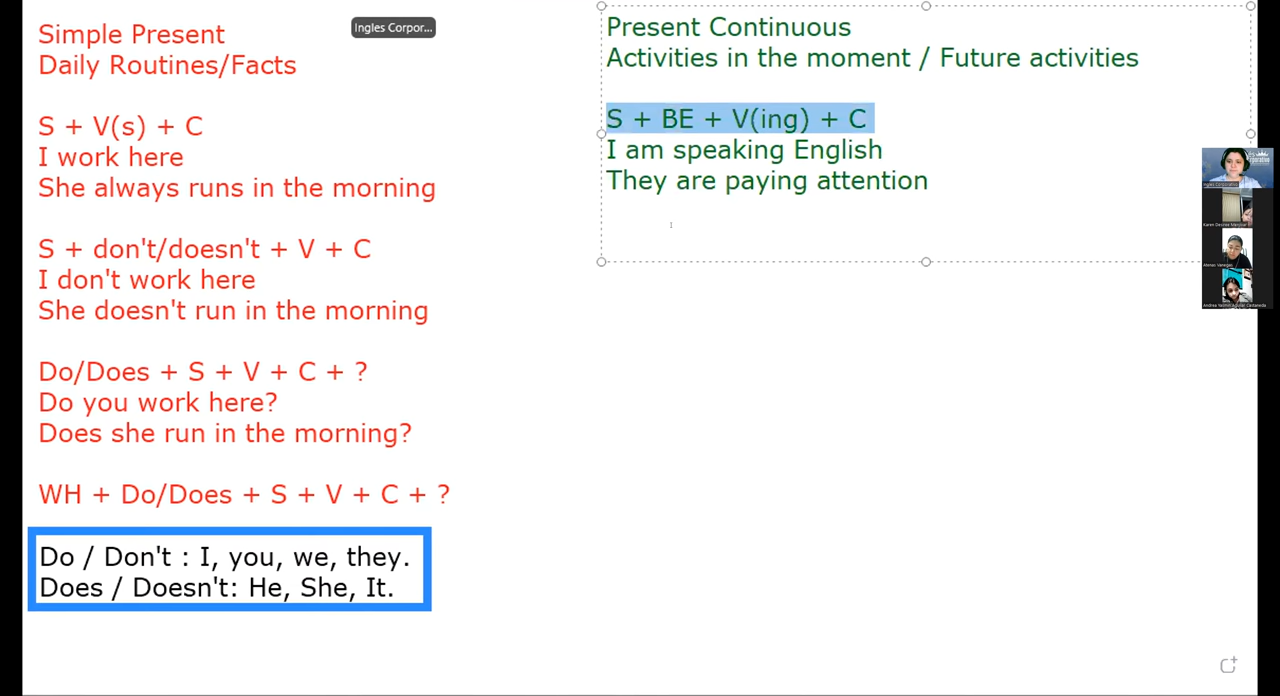 Simple Present
Daily Routines/Facts
S + V(s) + C
I work here
She always runs in the morning
S + don't/doesn't + V + C
I don't work here
She doesn't run in the morning
Do/Does + S + V + C + ?
Do you work here?
Does she run in the morning?
WH + Do/Does + S + V + C + ?
Do / Don't : I, you, we, they.
Does / Doesn't: He, She, It.
Ingles Corpor...
Present Continuous
Activities in the moment / Future activities
S + BE + V(ing) + C
I am speaking English
They are paying attention
Ingles Corporativo